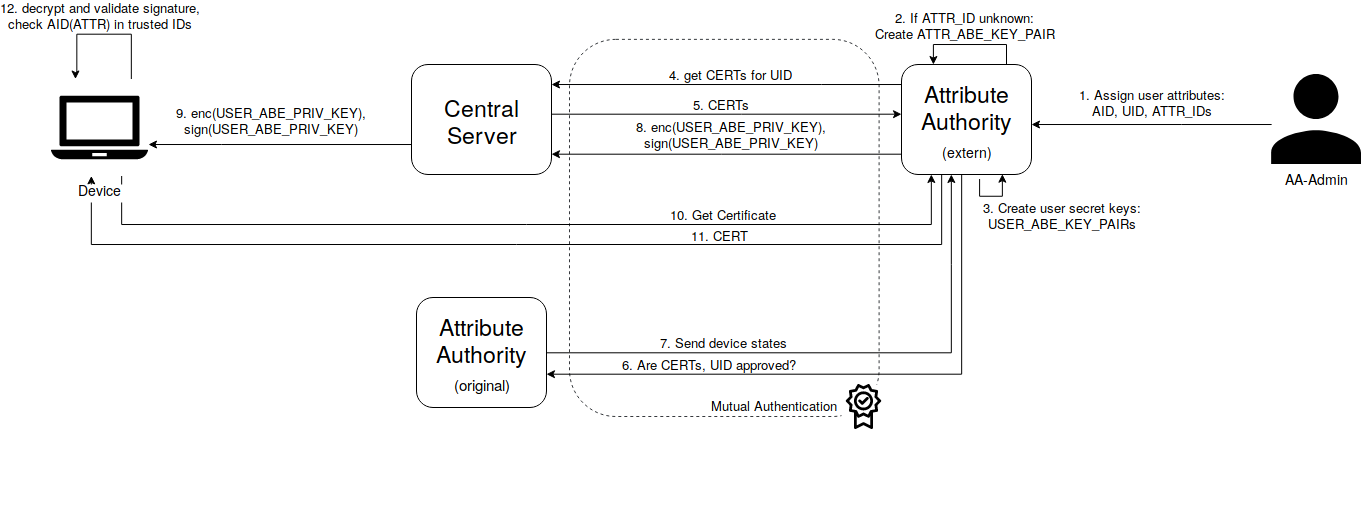 12. decrypt and validate signature,
check AID(ATTR) in trusted IDs
2. If ATTR_ID unknown:
Create ATTR_ABE_KEY_PAIR
4. get CERTs for UID
5. CERTs
8. enc(USER_ABE_PRIV_KEY),
sign(USER_ABE_PRIV_KEY)
9. enc(USER_ABE_PRIV_KEY),
sign(USER_ABE_PRIV_KEY)
Central
Server
Attribute
Authority
(extern)
1. Assign user attributes:
AID, UID, ATTR_IDs
AA-Admin
Device
3. Create user secret keys:
USER_ABE_KEY_PAIRs
10. Get Certificate
11. CERT
Attribute
Authority
(original)
7. Send device states
6. Are CERTs, UID approved?
Mutual Authentication